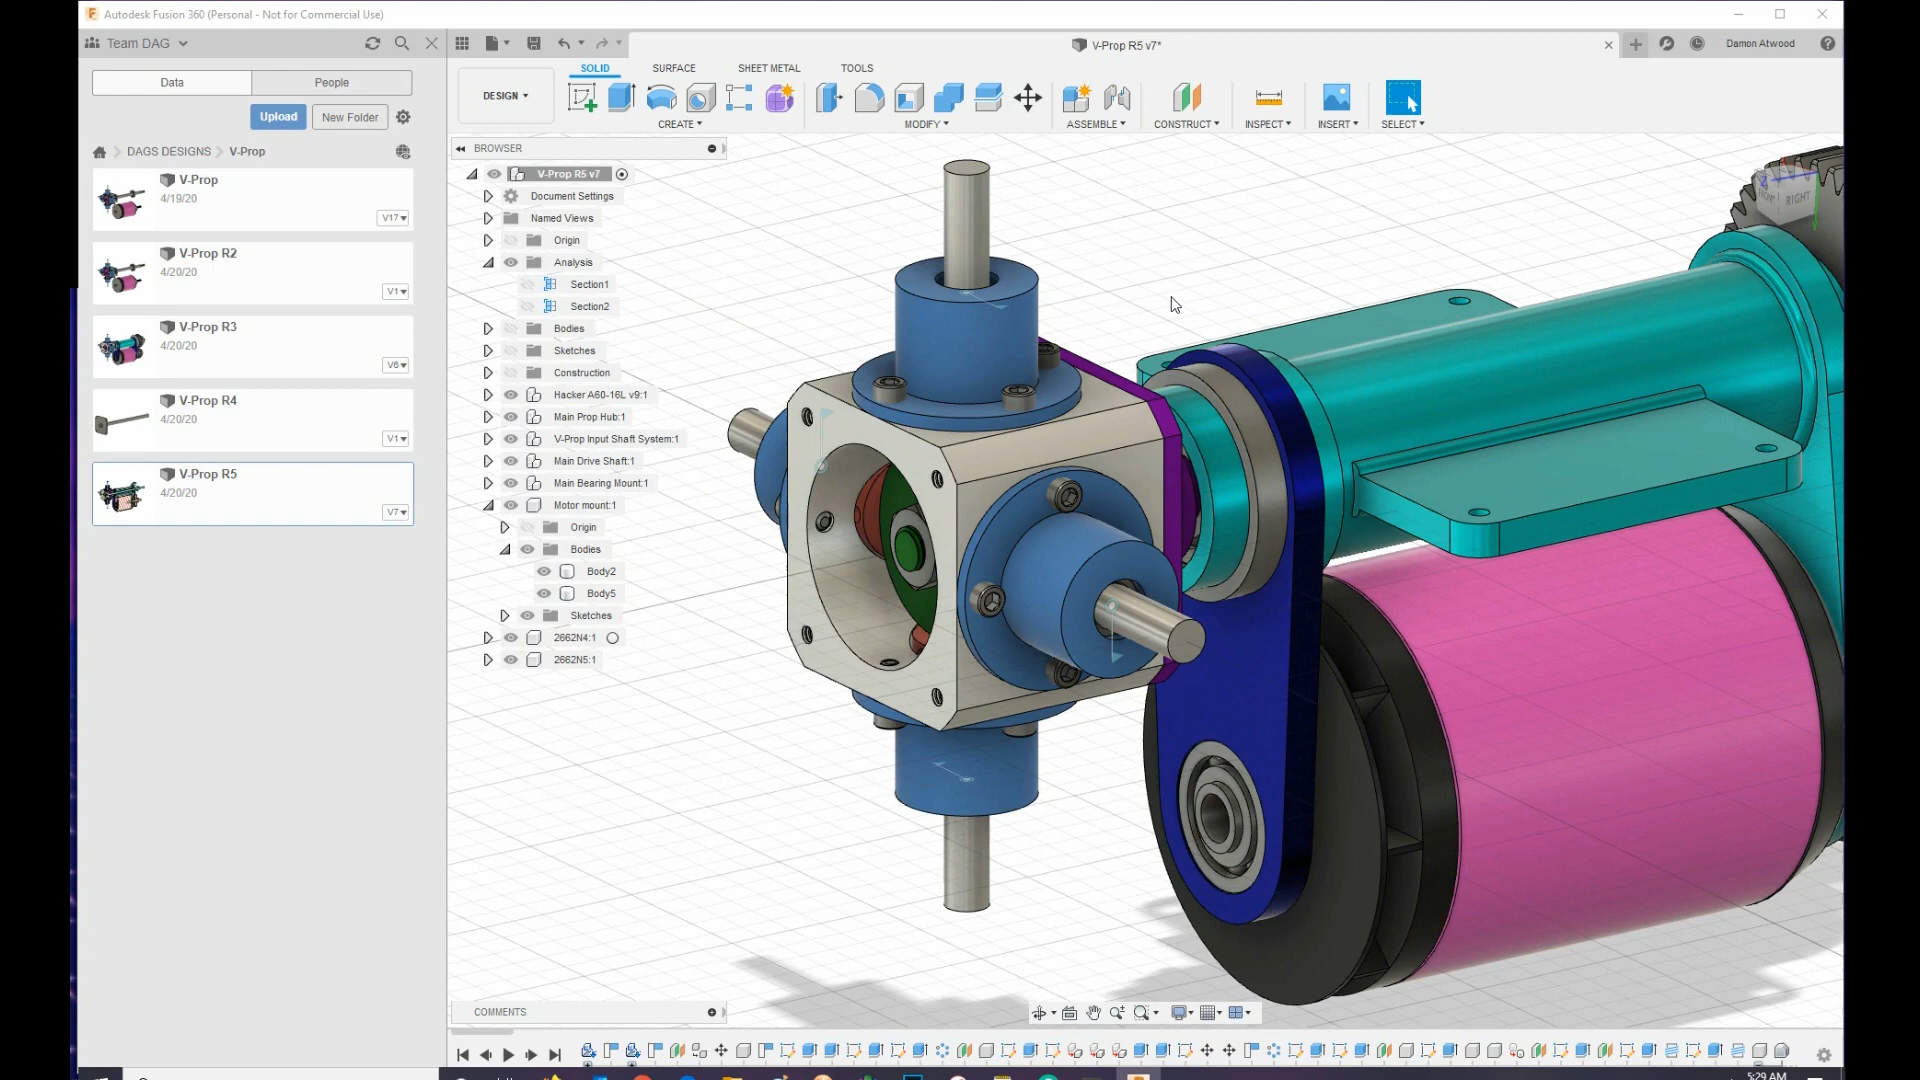 Autodesk Fusion 360 (Personal - Not for Commercial Use)
Team DAG
V-Prop R5 v7*
Damon Atwood
Data People
Upload New Folder
DAGS DESIGNS V-Prop
V-Prop
4/19/20
V17
V-Prop R2
4/20/20
V1
V-Prop R3
4/20/20
V6
V-Prop R4
4/20/20
V1
V-Prop R5
4/20/20
V7
SOLID SURFACE SHEET METAL TOOLS
DESIGN
CREATE MODIFY ASSEMBLE CONSTRUCT INSPECT INSERT SELECT
BROWSER
V-Prop R5 v7
Document Settings
Named Views
Origin
Analysis
Section1
Section2
Bodies
Sketches
Construction
Hacker A60-16L v9:1
Main Prop Hub:1
V-Prop Input Shaft System:1
Main Drive Shaft:1
Main Bearing Mount:1
Motor mount:1
Origin
Bodies
Body2
Body5
Sketches
2662N4:1
2662N5:1
Z
RIGHT
COMMENTS
5:29 AM